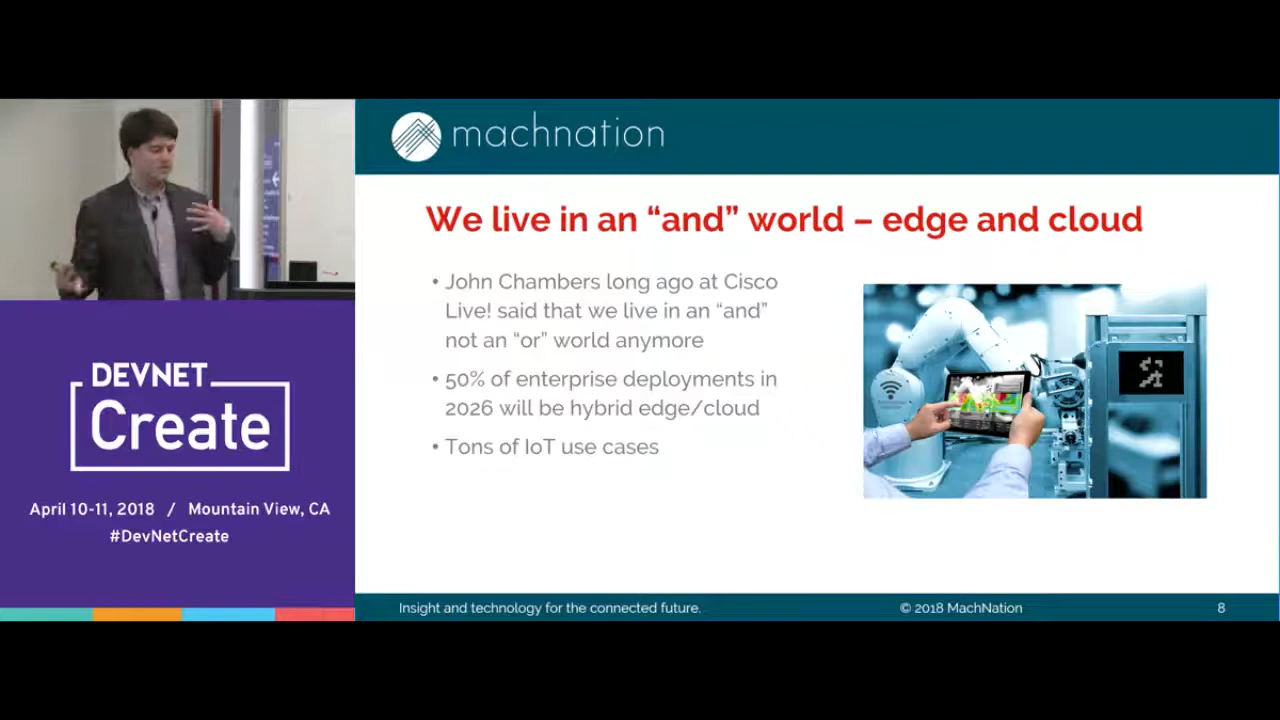 machnation
We live in an “and” world – edge and cloud
• John Chambers long ago at Cisco
Live! said that we live in an “and”
not an “or” world anymore
• 50% of enterprise deployments in
2026 will be hybrid edge/cloud
• Tons of IoT use cases
DEVNET
Create
April 10-11, 2018 / Mountain View, CA
#DevNetCreate
Insight and technology for the connected future.
© 2018 MachNation
8